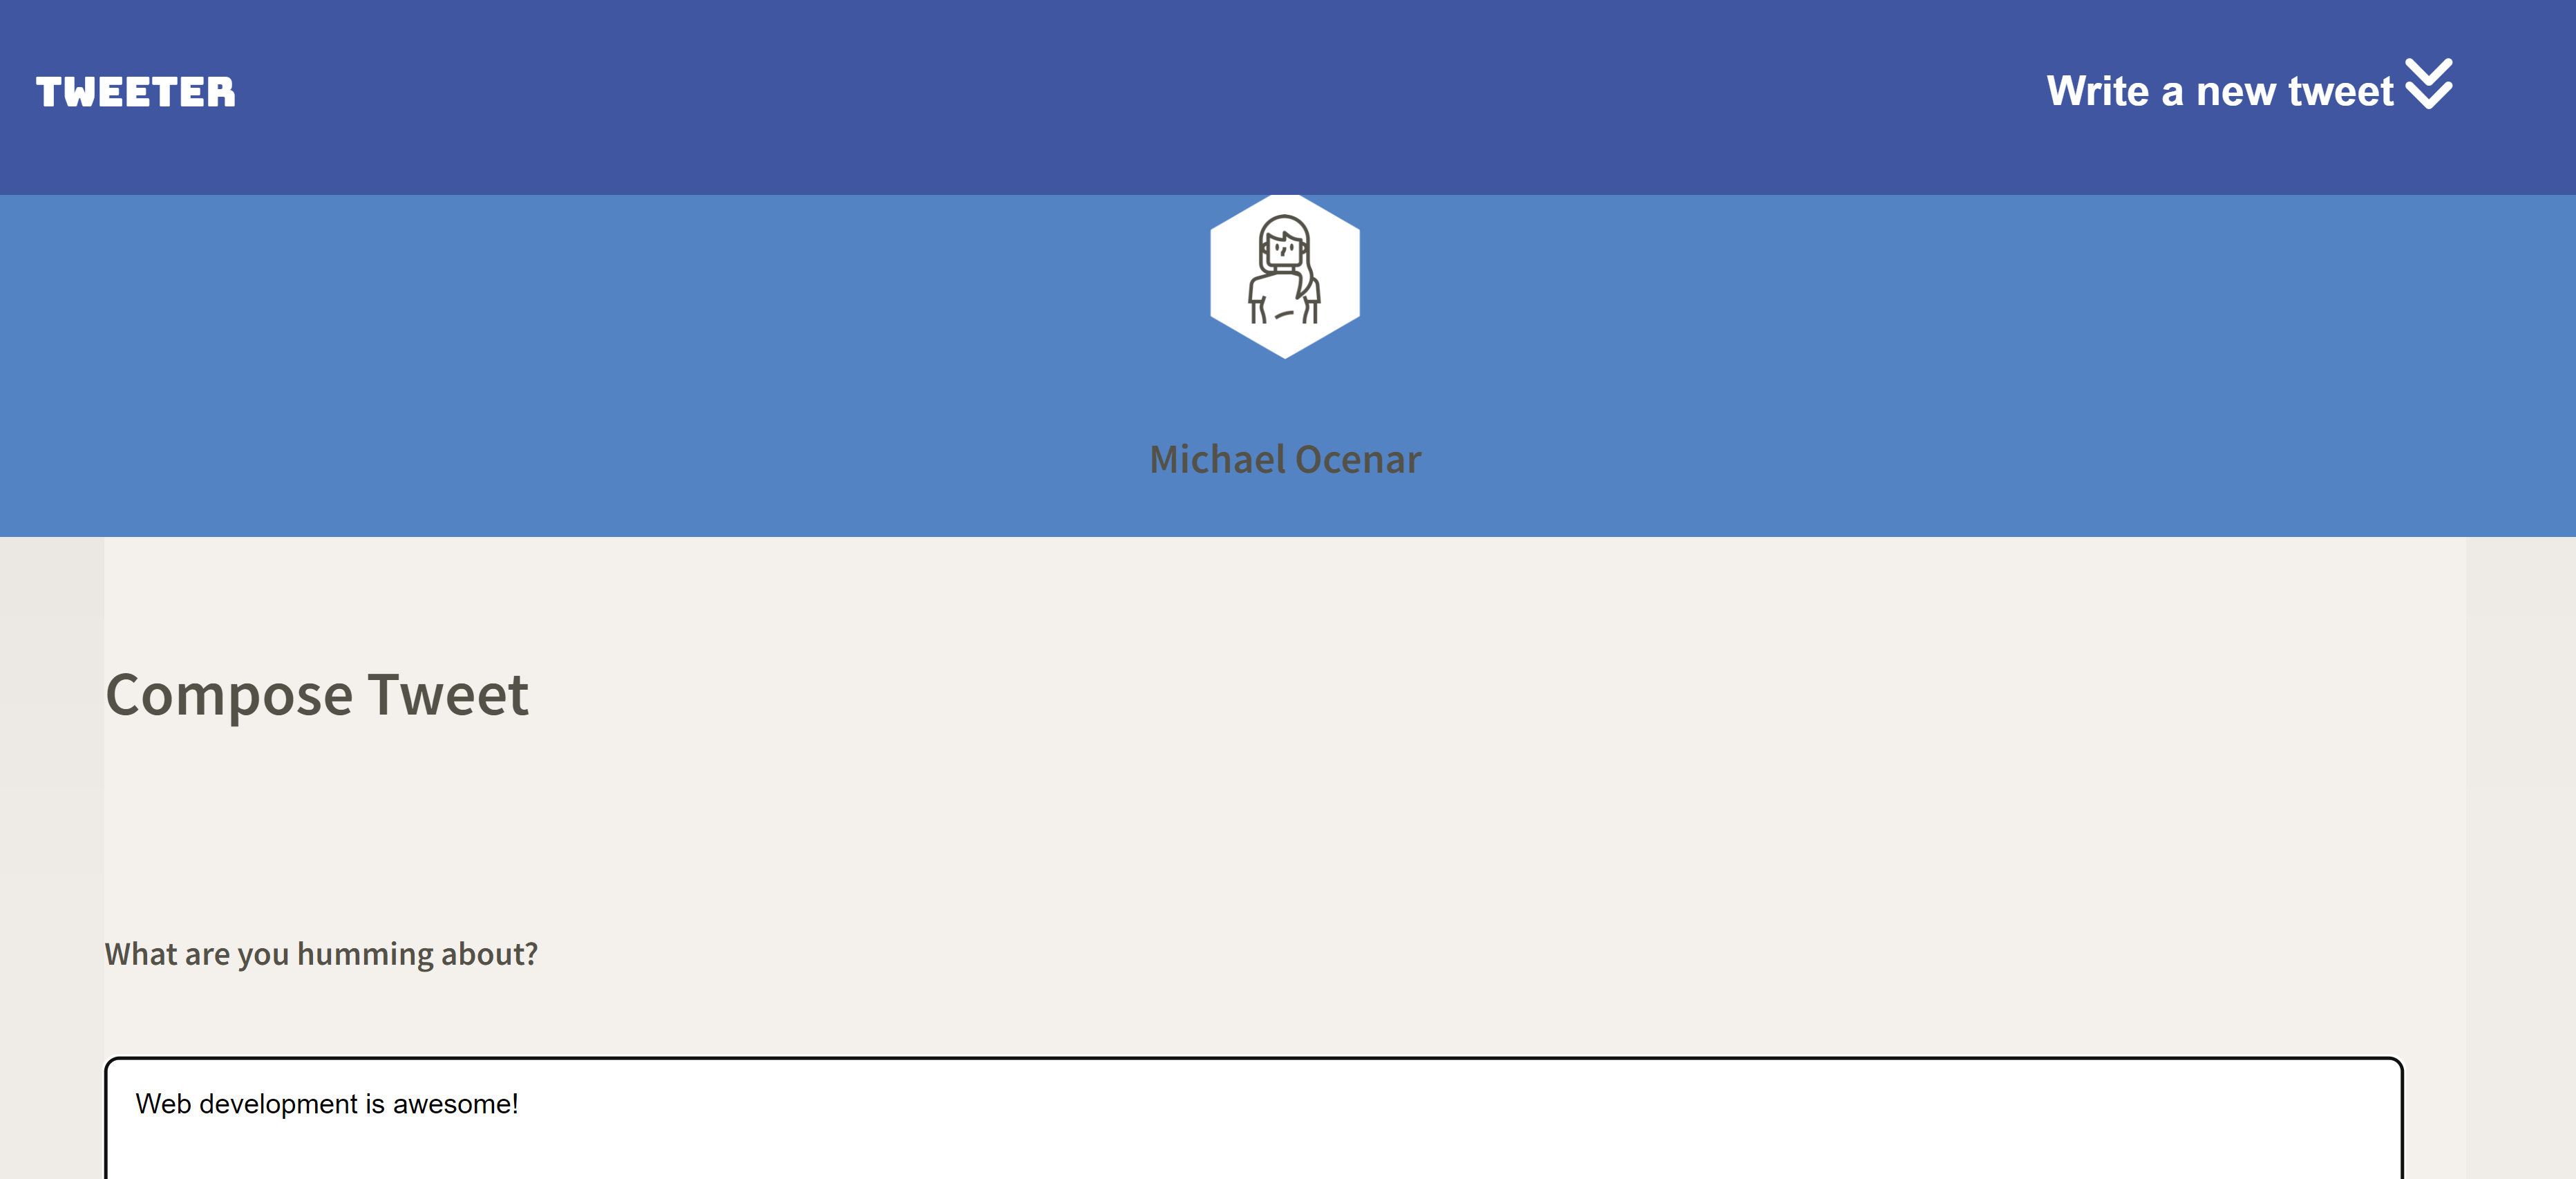 TWEETER
Write a new tweet
Michael Ocenar
Compose Tweet
What are you humming about?
Web development is awesome!